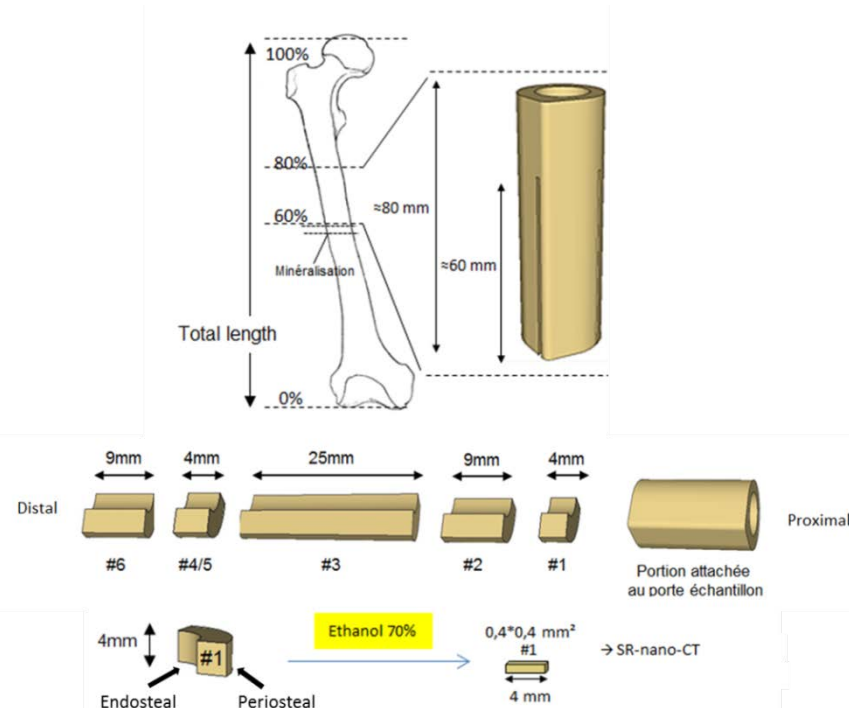 100%
80%
60%
Minéralisation
Total length
0%
≈80 mm
≈60 mm
9mm 4mm 25mm 9mm 4mm
Distal
Proximal
#6 #4/5 #3 #2 #1
Portion attachée
au porte échantillon
4mm
#1
Endosteal Periosteal
Ethanol 70%
0,4*0,4 mm²
#1
4 mm
→ SR-nano-CT